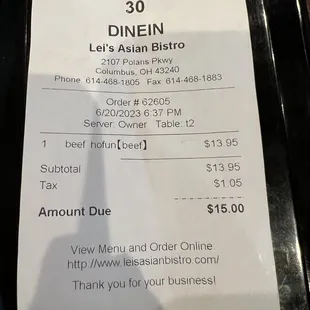 30
DINEIN
Lei's Asian Bistro
2107 Polaris Pkwy
Columbus, OH 43240
Phone: 614-468-1805 Fax: 614-468-1883
Order # 62605
6/20/2023 6:37 PM
Server: Owner Table: t2
1 beef hofun【beef】 $13.95
Subtotal $13.95
Tax $1.05
Amount Due $15.00
View Menu and Order Online
http://www.leisasianbistro.com/
Thank you for your business!